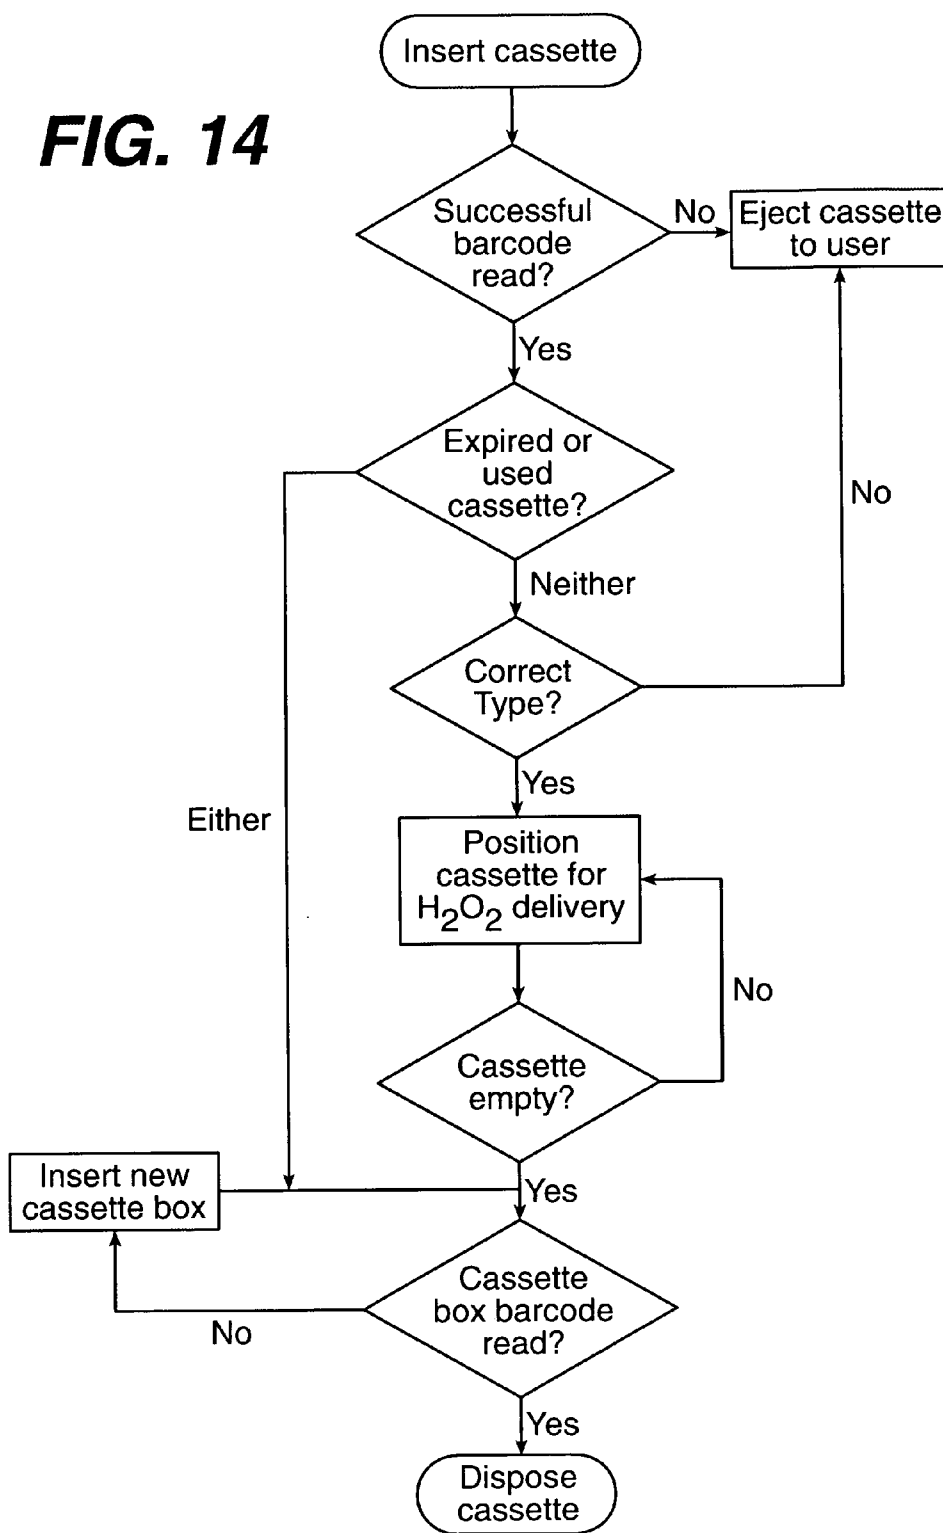 Insert cassette
FIG. 14
Successful
barcode
read?
No
Eject cassette
to user
Yes
Expired or
used
cassette?
No
Neither
Correct
Type?
Yes
Either
Position
cassette for
H₂O₂ delivery
No
Cassette
empty?
Insert new
cassette box
Yes
Cassette
box barcode
read?
No
Yes
Dispose
cassette